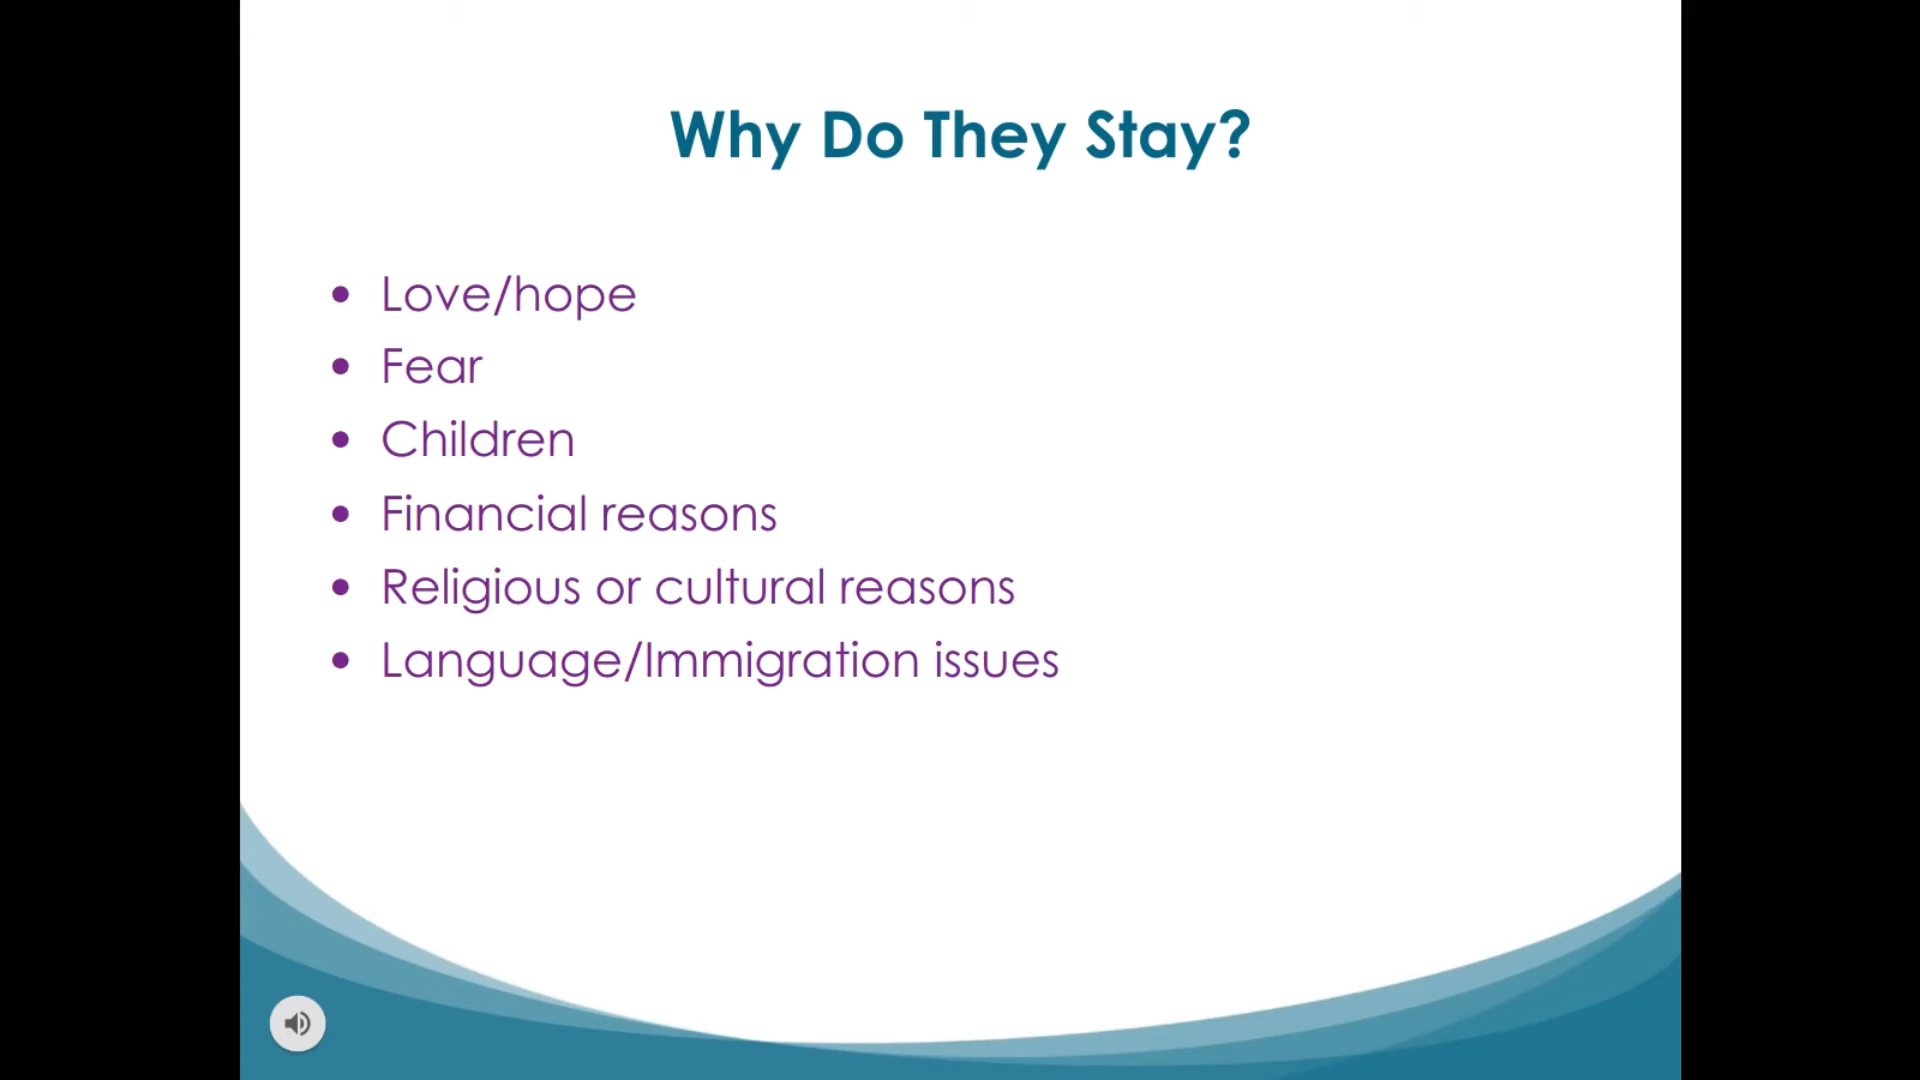 Why Do They Stay?
• Love/hope
• Fear
• Children
• Financial reasons
• Religious or cultural reasons
• Language/Immigration issues